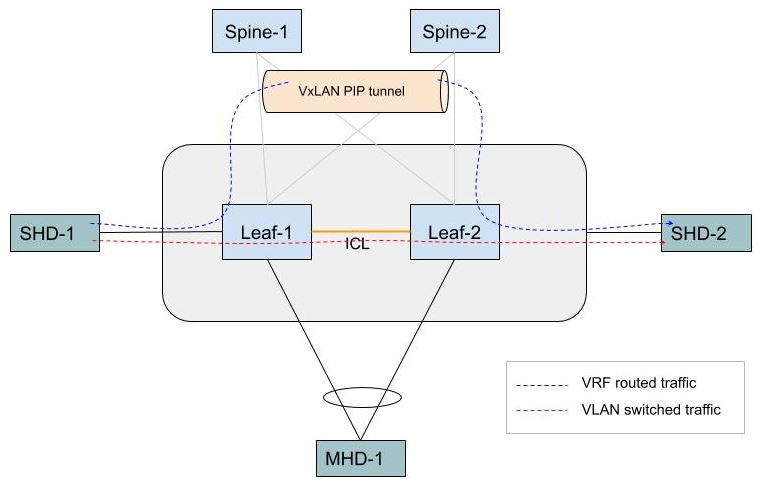 Spine-1
Spine-2
VxLAN PIP tunnel
SHD-1
Leaf-1
ICL
Leaf-2
SHD-2
VRF routed traffic
VLAN switched traffic
MHD-1